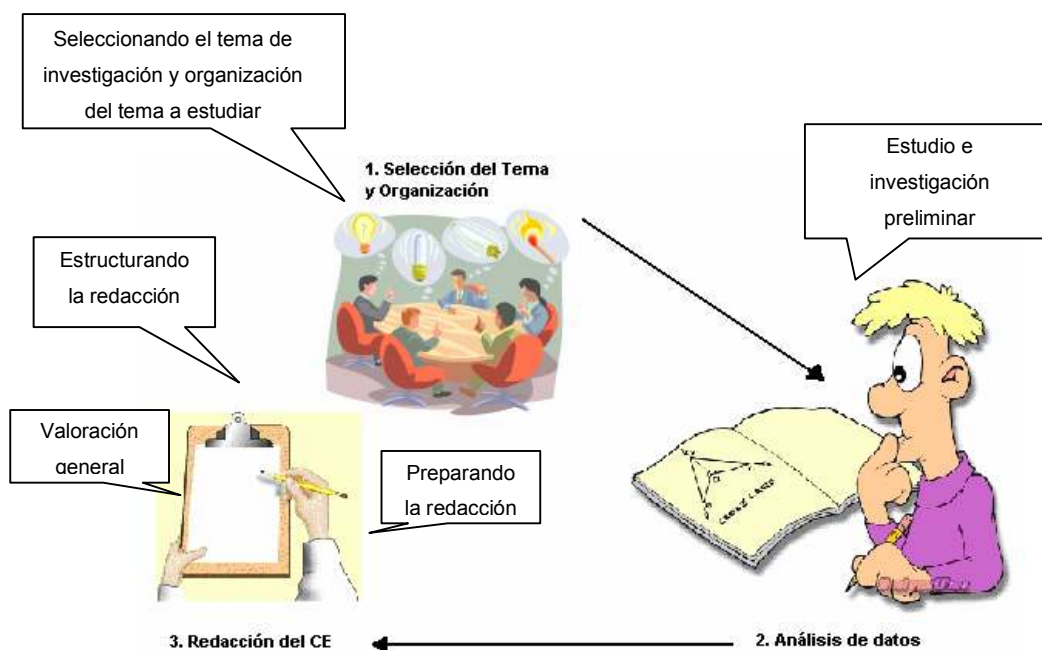 Seleccionando el tema de
investigación y organización
del tema a estudiar
1. Selección del Tema
y Organización
Estudio e
investigación
preliminar
Estructurando
la redacción
Valoración
general
Preparando
la redacción
3. Redacción del CE
2. Análisis de datos